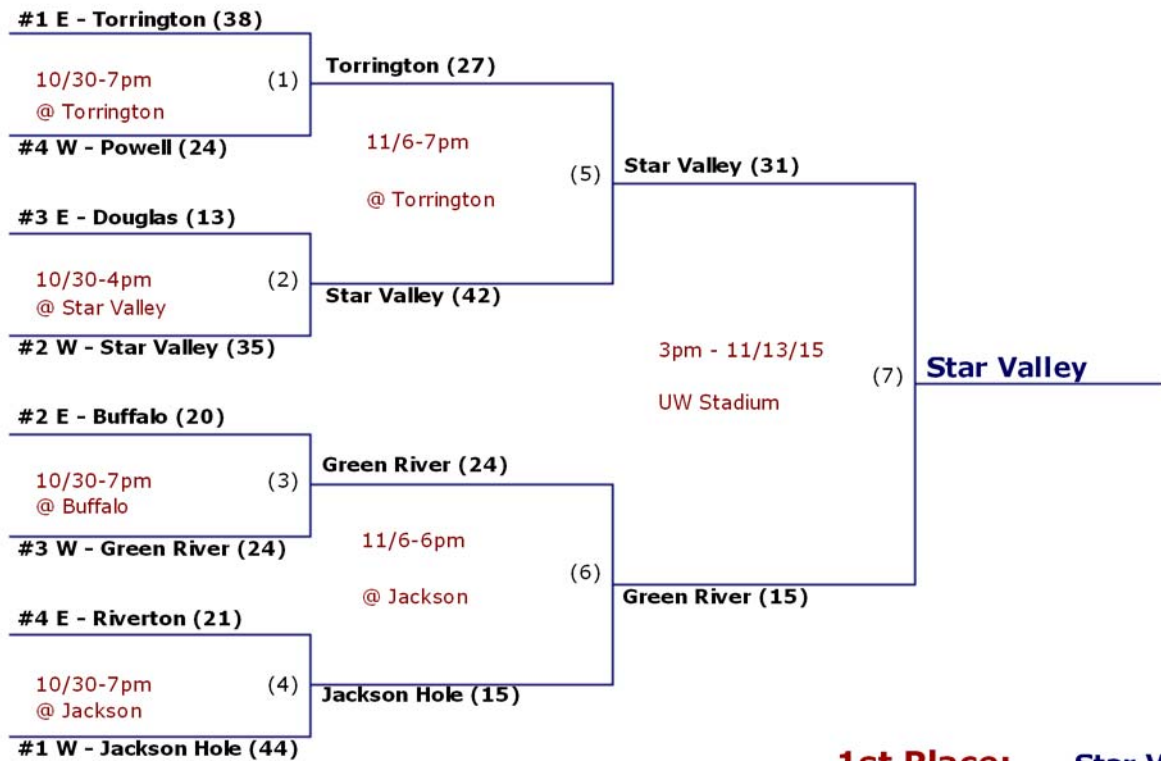 #1 E - Torrington (38)
10/30-7pm
(1)
@ Torrington
#4 W - Powell (24)
#3 E - Douglas (13)
10/30-4pm
(2)
@ Star Valley
#2 W - Star Valley (35)
#2 E - Buffalo (20)
10/30-7pm
(3)
@ Buffalo
#3 W - Green River (24)
#4 E - Riverton (21)
10/30-7pm
(4)
@ Jackson
#1 W - Jackson Hole (44)
Torrington (27)
11/6-7pm
(5)
@ Torrington
Star Valley (42)
Green River (24)
11/6-6pm
(6)
@ Jackson
Jackson Hole (15)
Star Valley (31)
3pm - 11/13/15
(7)
UW Stadium
Green River (15)
Star Valley
1st Place: Star V